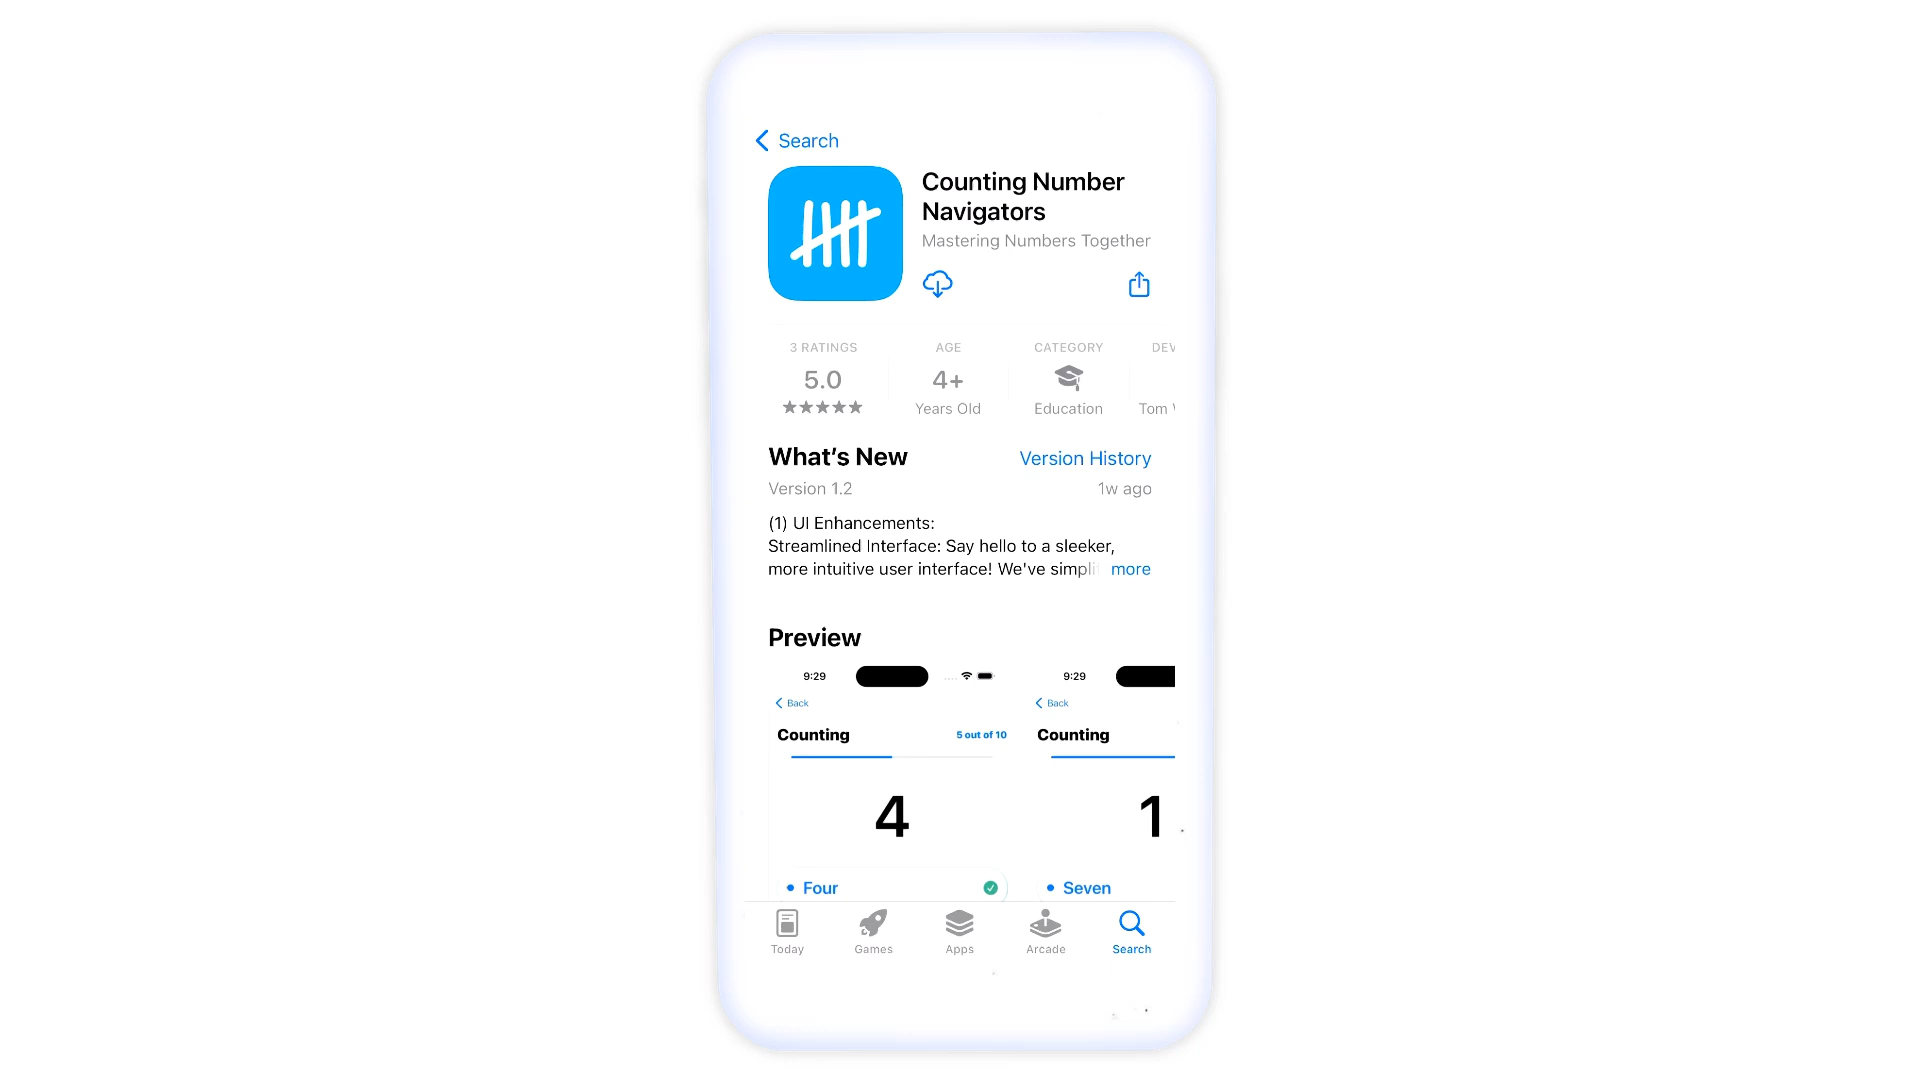 Search
Counting Number
Navigators
Mastering Numbers Together
3 RATINGS
AGE
CATEGORY
5.0
4+
Years Old
Education
Tom
What's New
Version History
Version 1.2
1w ago
(1) UI Enhancements:
Streamlined Interface: Say hello to a sleeker,
more intuitive user interface! We've
more
Preview
9:29
9:29
Back
Back
Counting
5 out of 10
Counting
4
1
Four
Seven
Today
Games
Apps
Arcade
Search